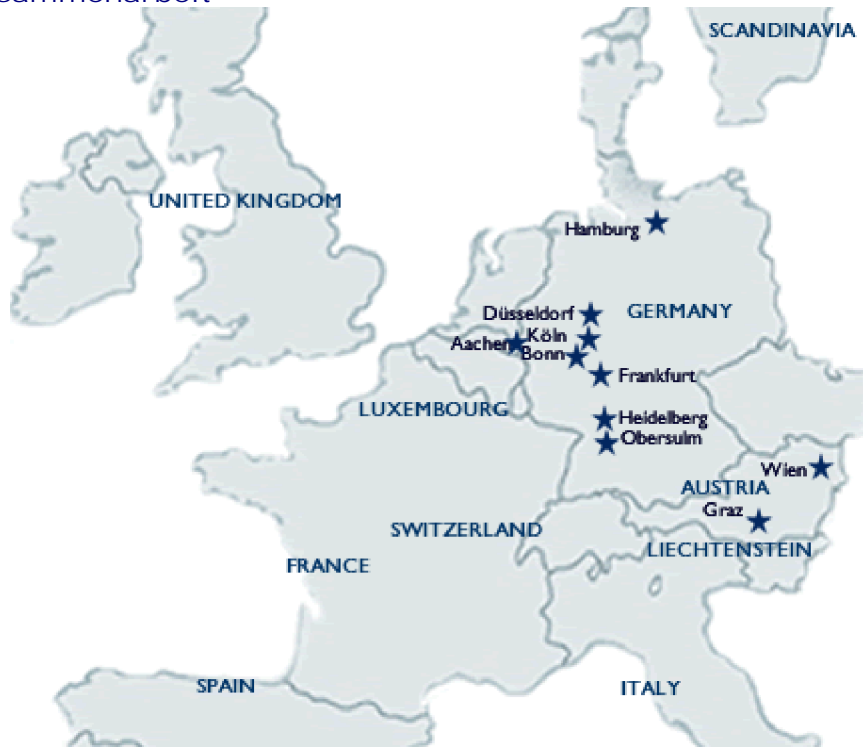 SCANDINAVIA
UNITED KINGDOM
Hamburg
Düsseldorf
GERMANY
Köln
Aachen
Bonn
Frankfurt
LUXEMBOURG
Heidelberg
Obersulm
Wien
AUSTRIA
Graz
SWITZERLAND
LIECHTENSTEIN
FRANCE
SPAIN
ITALY